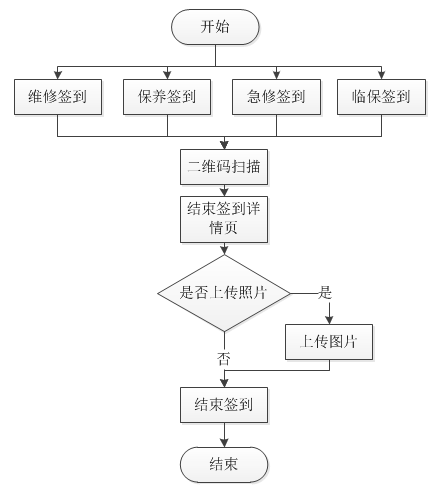 开始
维修签到
保养签到
急修签到
临保签到
二维码扫描
结束签到详
情页
是否上传照片
是
上传图片
否
结束签到
结束